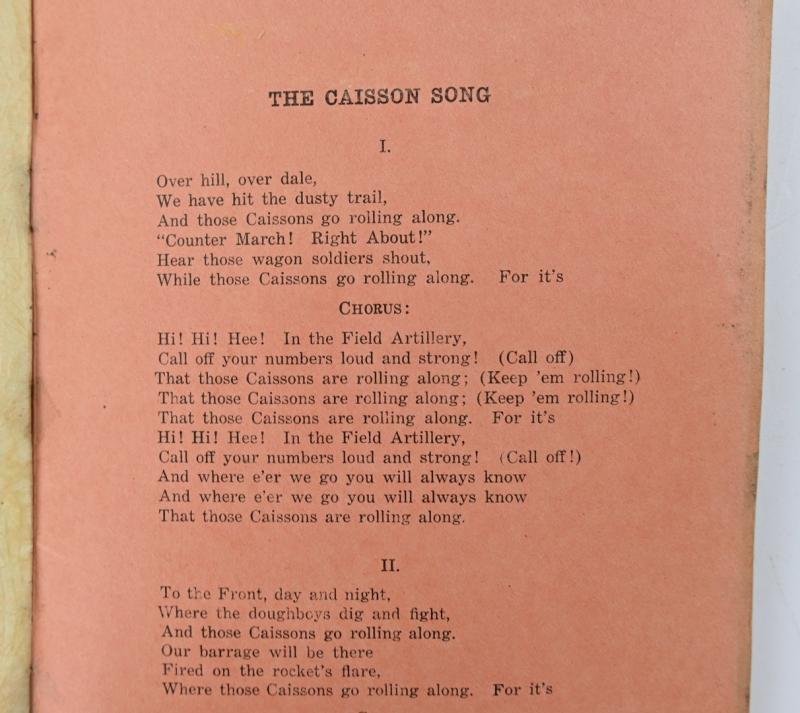 THE CAISSON SONG
I.
Over hill, over dale,
We have hit the dusty trail,
And those Caissons go rolling along.
“Counter March! Right About!”
Hear those wagon soldiers shout,
While those Caissons go rolling along. For it's
CHORUS:
Hi! Hi! Hee! In the Field Artillery,
Call off your numbers loud and strong! (Call off)
That those Caissons are rolling along; (Keep 'em rolling!)
That those Caissons are rolling along; (Keep 'em rolling!)
That those Caissons are rolling along. For it's
Hi! Hi! Hee! In the Field Artillery,
Call off your numbers loud and strong! (Call off!)
And where e'er we go you will always know
And where e'er we go you will always know
That those Caissons are rolling along.
II.
To the Front, day and night,
Where the doughboys dig and fight,
And those Caissons go rolling along.
Our barrage will be there
Fired on the rocket's flare,
Where those Caissons go rolling along. For it's